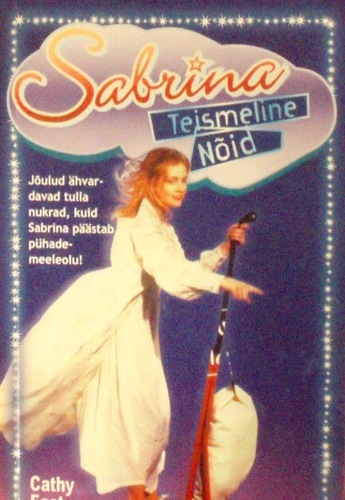 Sabrina
Teismeline
Nõid
Jõulud ähvar-
davad tulla
nukrad, kuid
Sabrina päästab
pühade-
meeleolu!
Cathy